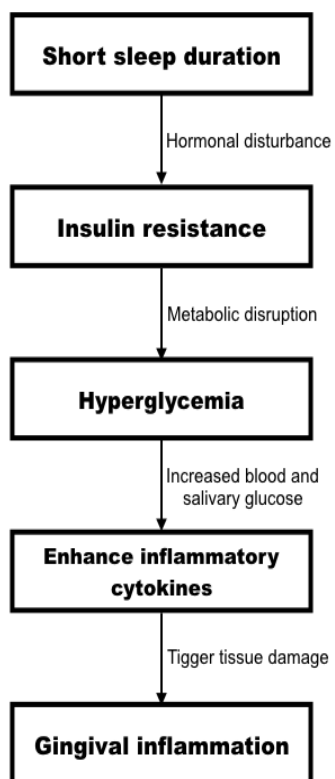 Short sleep duration
Hormonal disturbance
Insulin resistance
Metabolic disruption
Hyperglycemia
Increased blood and
salivary glucose
Enhance inflammatory
cytokines
Tigger tissue damage
Gingival inflammation